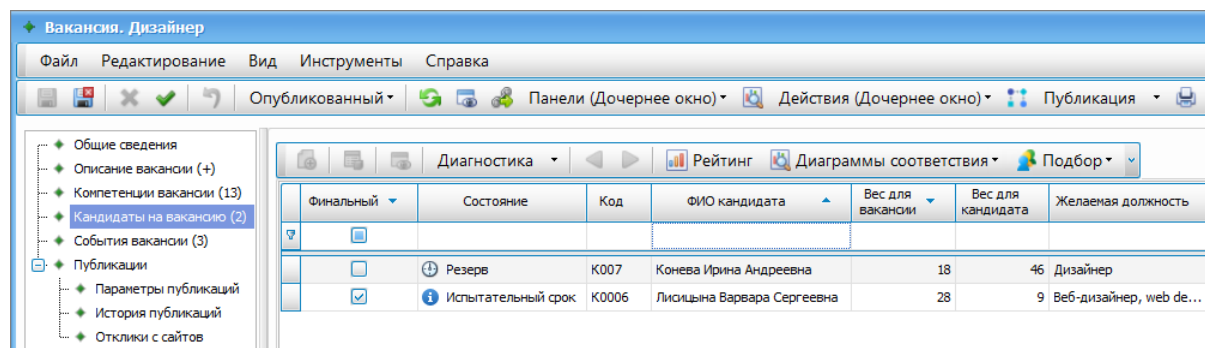 Вакансия. Дизайнер
Файл Редактирование Вид Инструменты Справка
Опубликованный Панели (Дочернее окно) Действия (Дочернее окно) Публикация
Общие сведения
Описание вакансии (+)
Компетенции вакансии (13)
Кандидаты на вакансию (2)
События вакансии (3)
Публикации
Параметры публикаций
История публикаций
Отклики с сайтов
Диагностика Рейтинг Диаграммы соответствия Подбор
Финальный Состояние Код ФИО кандидата Вес для вакансии Вес для кандидата Желаемая должность
Резерв K007 Конева Ирина Андреевна 18 46 Дизайнер
Испытательный срок K0006 Лисицына Варвара Сергеевна 28 9 Веб-дизайнер, web de...